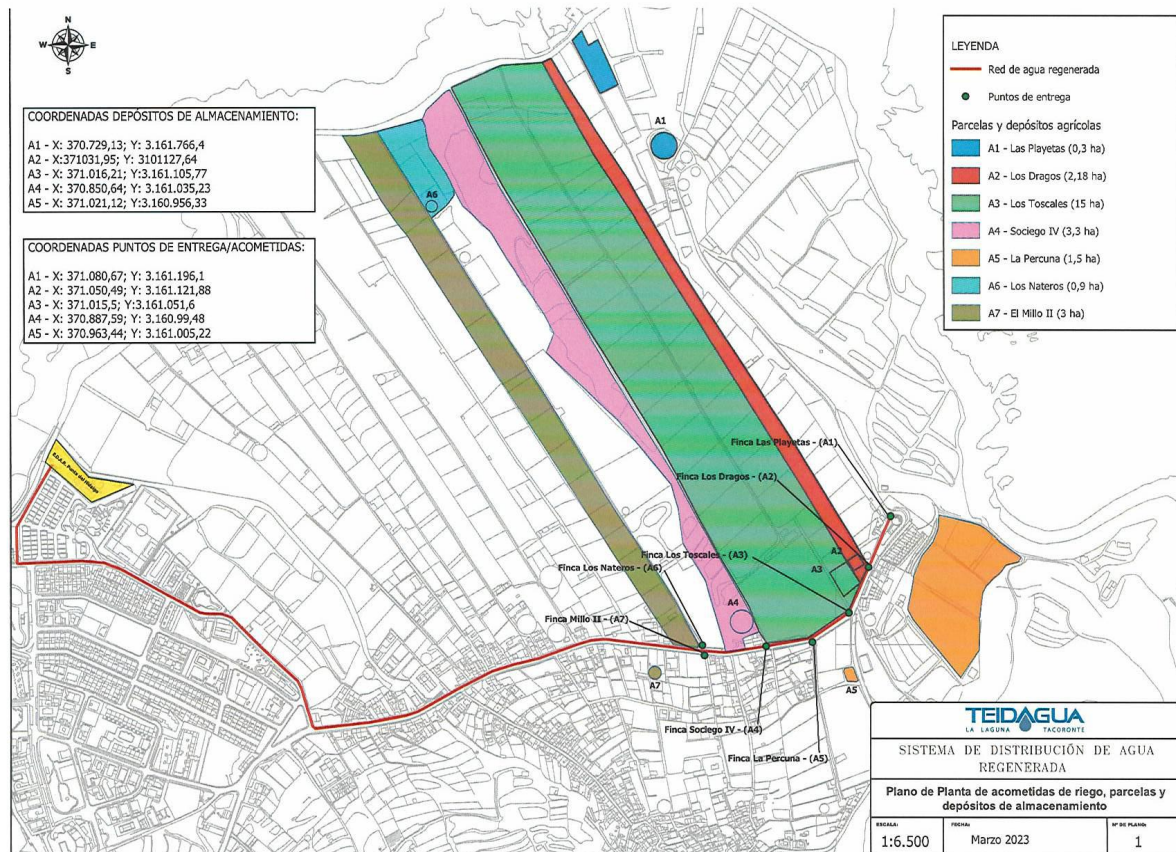 N
W E
S
COORDENADAS DEPÓSITOS DE ALMACENAMIENTO:
A1 - X: 370.729,13; Y: 3.161.766,4
A2 - X:371031,95; Y: 3101127,64
A3 - X: 371.016,21; Y:3.161.105,77
A4 - X: 370.850,64; Y: 3.161.035,23
A5 - X: 371.021,12; Y:3.160.956,33
COORDENADAS PUNTOS DE ENTREGA/ACOMETIDAS:
A1 - X: 371.080,67; Y: 3.161.196,1
A2 - X: 371.050,49; Y: 3.161.121,88
A3 - X: 371.015,5; Y:3.161.051,6
A4 - X: 370.887,59; Y: 3.160.99,48
A5 - X: 370.963,44; Y: 3.161.005,22
LEYENDA
Red de agua regenerada
Puntos de entrega
Parcelas y depósitos agrícolas
A1 - Las Playetas (0,3 ha)
A2 - Los Dragos (2,18 ha)
A3 - Los Toscales (15 ha)
A4 - Sociego IV (3,3 ha)
A5 - La Percuna (1,5 ha)
A6 - Los Nateros (0,9 ha)
A7 - El Millo II (3 ha)
A1
A6
Finca Las Playetas - (A1)
Finca Los Dragos - (A2)
E.D.A.R. Punta del Hidalgo
Finca Los Toscales - (A3)
A2
A3
Finca Los Nateros - (A6)
A4
Finca Millo II - (A7)
A7
A5
Finca Sociego IV - (A4)
Finca La Percuna - (A5)
TEIDAGUA
LA LAGUNA TACORONTE
SISTEMA DE DISTRIBUCIÓN DE AGUA
REGENERADA
Plano de Planta de acometidas de riego, parcelas y
depósitos de almacenamiento
ESCALA:
1:6.500
FECHA:
Marzo 2023
Nº DE PLANO:
1